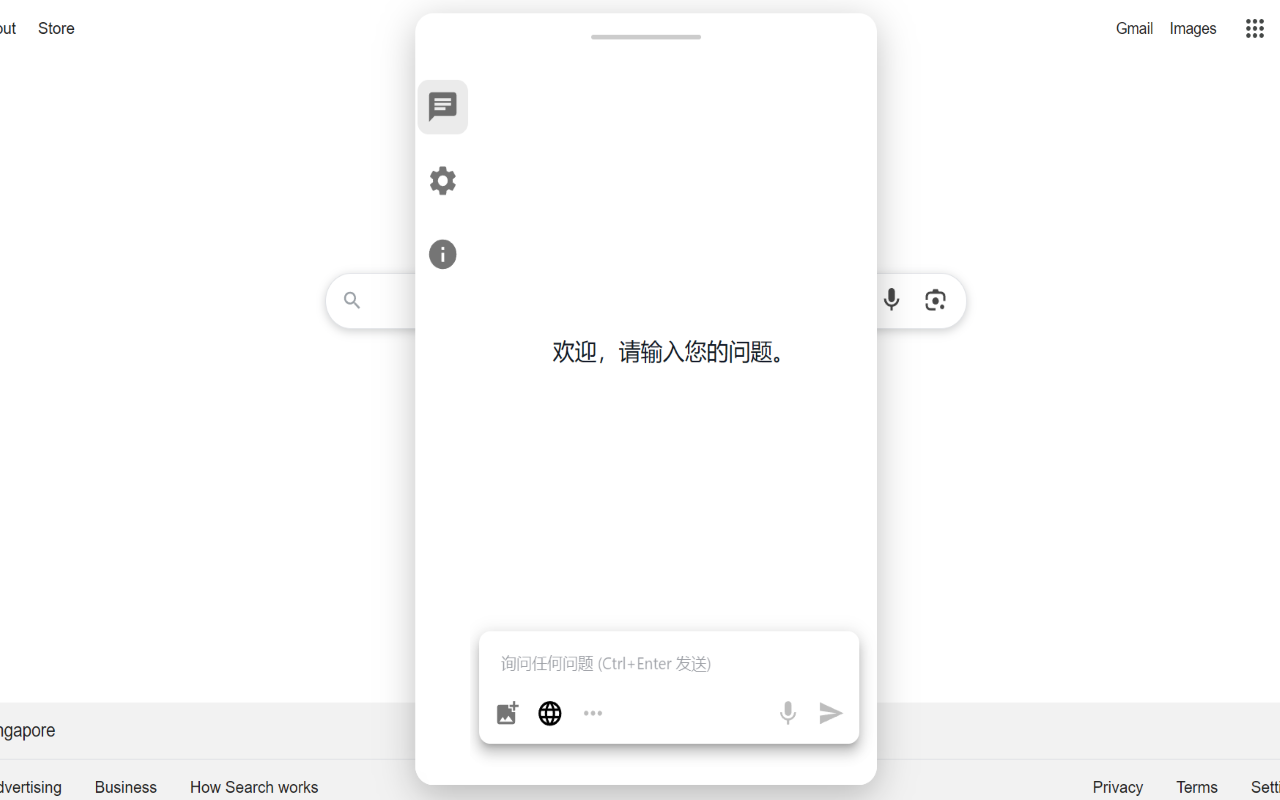 out Store
Gmail Images
欢迎，请输入您的问题。
询问任何问题 (Ctrl+Enter 发送)
ngapore
dvertising Business How Search works
Privacy Terms Setti